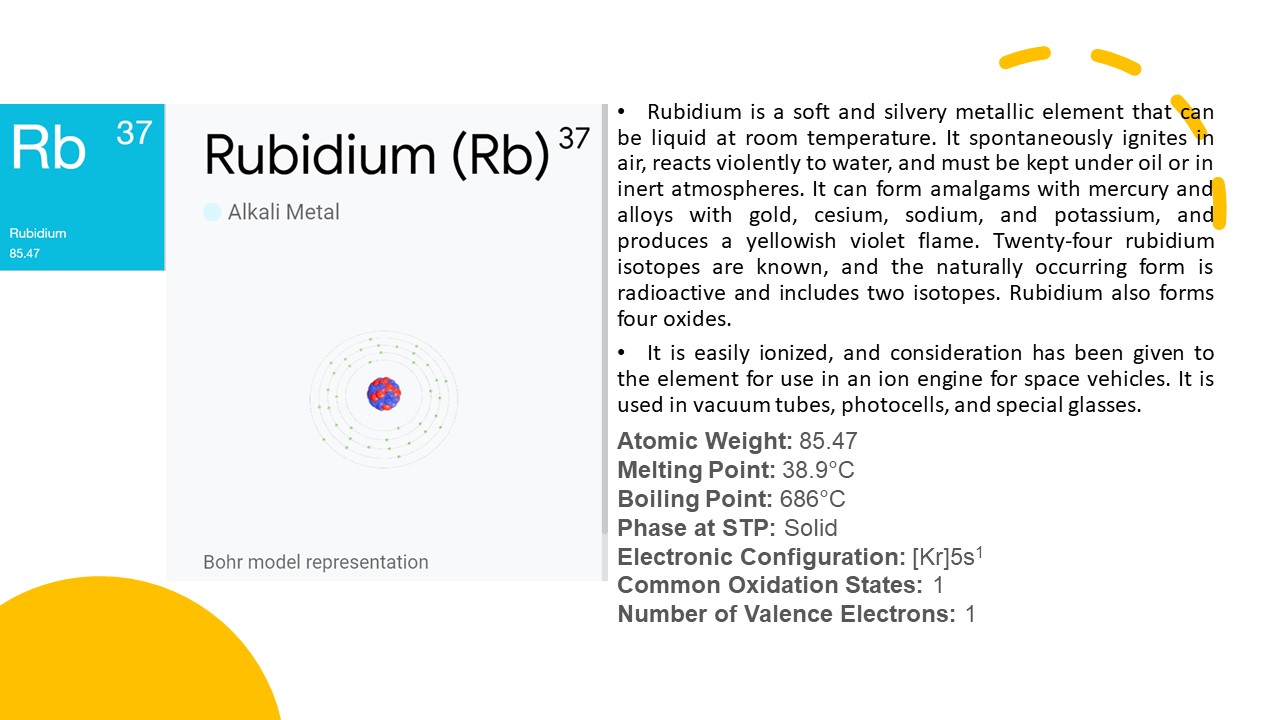 Rb 37
Rubidium
85.47
Rubidium (Rb) 37
Alkali Metal
Bohr model representation
• Rubidium is a soft and silvery metallic element that can
be liquid at room temperature. It spontaneously ignites in
air, reacts violently to water, and must be kept under oil or in
inert atmospheres. It can form amalgams with mercury and
alloys with gold, cesium, sodium, and potassium, and
produces a yellowish violet flame. Twenty-four rubidium
isotopes are known, and the naturally occurring form is
radioactive and includes two isotopes. Rubidium also forms
four oxides.
• It is easily ionized, and consideration has been given to
the element for use in an ion engine for space vehicles. It is
used in vacuum tubes, photocells, and special glasses.
Atomic Weight: 85.47
Melting Point: 38.9°C
Boiling Point: 686°C
Phase at STP: Solid
Electronic Configuration: [Kr]5s¹
Common Oxidation States: 1
Number of Valence Electrons: 1